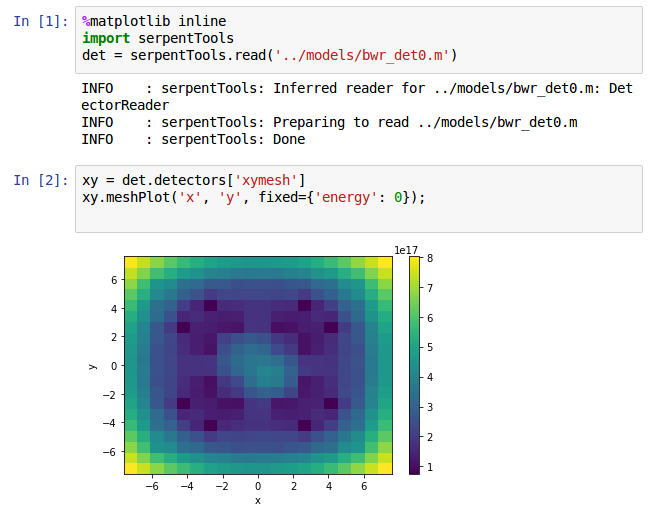 In [1]: %matplotlib inline
import serpentTools
det = serpentTools.read('../models/bwr_det0.m')
INFO    : serpentTools: Inferred reader for ../models/bwr_det0.m: Det
ectorReader
INFO    : serpentTools: Preparing to read ../models/bwr_det0.m
INFO    : serpentTools: Done
In [2]: xy = det.detectors['xymesh']
xy.meshPlot('x', 'y', fixed={'energy': 0});
1e17
8
7
6
5
4
3
2
1
6
4
2
0
−2
−4
−6
y
−6 −4 −2 0 2 4 6
x